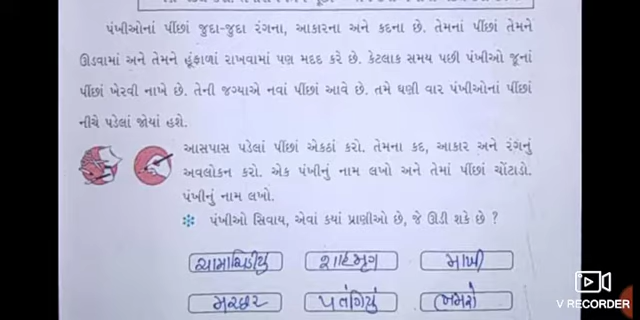 પંખીઓનાં પીંછાં જુદા-જુદા રંગના, આકારના અને કદના છે. તેમનાં પીંછાં તેમને
ઊડવામાં અને તેમને હૂંફાળાં રાખવામાં પણ મદદ કરે છે. કેટલાક સમય પછી પંખીઓ જૂનાં
પીંછાં ખેરવી નાખે છે. તેની જગ્યાએ નવાં પીંછાં આવે છે. તમે ઘણી વાર પંખીઓનાં પીંછાં
નીચે પડેલાં જોયાં હશે.
આસપાસ પડેલાં પીંછાં એકઠાં કરો. તેમના કદ, આકાર અને રંગનું
અવલોકન કરો. એક પંખીનું નામ લખો અને તેમાં પીંછાં ચોંટાડો.
પંખીનું નામ લખો.
પંખીઓ સિવાય, એવાં કયાં પ્રાણીઓ છે, જે ઊડી શકે છે ?
ચામાચિડીયુ શાહમૃગ માખી
મચ્છર પતંગિયું ભમરો
V RECORDER